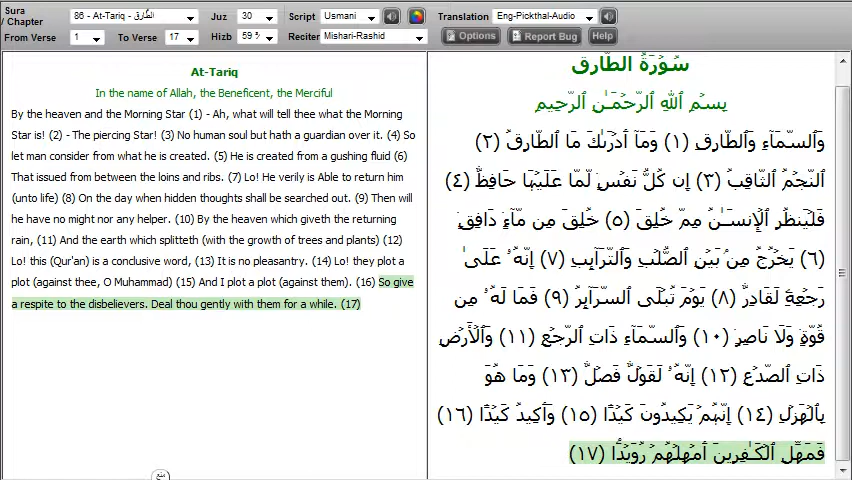 Sura / Chapter 86 - At-Tariq - الطَّارق Juz 30 Script Usmani Translation Eng-Pickthal-Audio
From Verse 1 To Verse 17 Hizb Reciter Mishari-Rashid Options Report Bug Help
At-Tariq
In the name of Allah, the Beneficent, the Merciful
By the heaven and the Morning Star (1) - Ah, what will tell thee what the Morning
Star is! (2) - The piercing Star! (3) No human soul but hath a guardian over it. (4) So
let man consider from what he is created. (5) He is created from a gushing fluid (6)
That issued from between the loins and ribs. (7) Lo! He verily is Able to return him
(unto life) (8) On the day when hidden thoughts shall be searched out. (9) Then will
he have no might nor any helper. (10) By the heaven which giveth the returning
rain, (11) And the earth which splitteth (with the growth of trees and plants) (12)
Lo! this (Qur'an) is a conclusive word, (13) It is no pleasantry. (14) Lo! they plot a
plot (against thee, O Muhammad) (15) And I plot a plot (against them). (16) So give
a respite to the disbelievers. Deal thou gently with them for a while. (17)
سُوۡرَةُ الطَّارق
بِسۡمِ ٱللهِ ٱلرَّحۡمَـٰنِ ٱلرَّحِيمِ
وَٱلسَّمَآءِ وَٱلطَّارِقِ (١) وَمَآ أَدۡرَٮٰكَ مَا ٱلطَّارِقُ (٢)
ٱلنَّجۡمُ ٱلثَّاقِبُ (٣) إِن كُلُّ نَفۡسٍ۬ لَّمَّا عَلَيۡہَا حَافِظٌ۬ (٤)
فَلۡيَنظُرِ ٱلۡإِنسَـٰنُ مِمَّ خُلِقَ (٥) خُلِقَ مِن مَّآءٍ۬ دَافِقٍ۬
(٦) يَخۡرُجُ مِنۢ بَيۡنِ ٱلصُّلۡبِ وَٱلتَّرَآٮِٕبِ (٧) إِنَّهُ ۥ عَلَىٰ
رَجۡعِهِۦ لَقَادِرٌ۬ (٨) يَوۡمَ تُبۡلَى ٱلسَّرَآٮِٕرُ (٩) فَمَا لَهُ ۥ مِن
قُوَّةٍ۬ وَلَا نَاصِرٍ۬ (١٠) وَٱلسَّمَآءِ ذَاتِ ٱلرَّجۡعِ (١١) وَٱلۡأَرۡضِ
ذَاتِ ٱلصَّدۡعِ (١٢) إِنَّهُ ۥ لَقَوۡلٌ۬ فَصۡلٌ۬ (١٣) وَمَا هُوَ
بِٱلۡهَزۡلِ (١٤) إِنَّہُمۡ يَكِيدُونَ كَيۡدً۬ا (١٥) وَأَكِيدُ كَيۡدً۬ا (١٦)
فَمَهِّلِ ٱلۡكَـٰفِرِينَ أَمۡهِلۡهُمۡ رُوَيۡدَۢا (١٧)